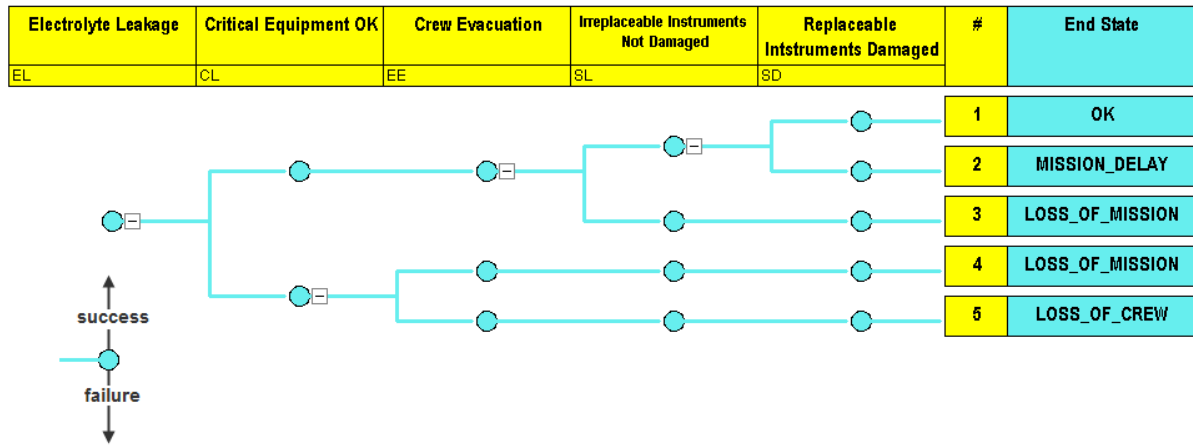 Electrolyte Leakage
Critical Equipment OK
Crew Evacuation
Irreplaceable Instruments
Not Damaged
Replaceable
Intstruments Damaged
#
End State
EL
CL
EE
SL
SD
1
OK
2
MISSION_DELAY
3
LOSS_OF_MISSION
4
LOSS_OF_MISSION
5
LOSS_OF_CREW
success
failure